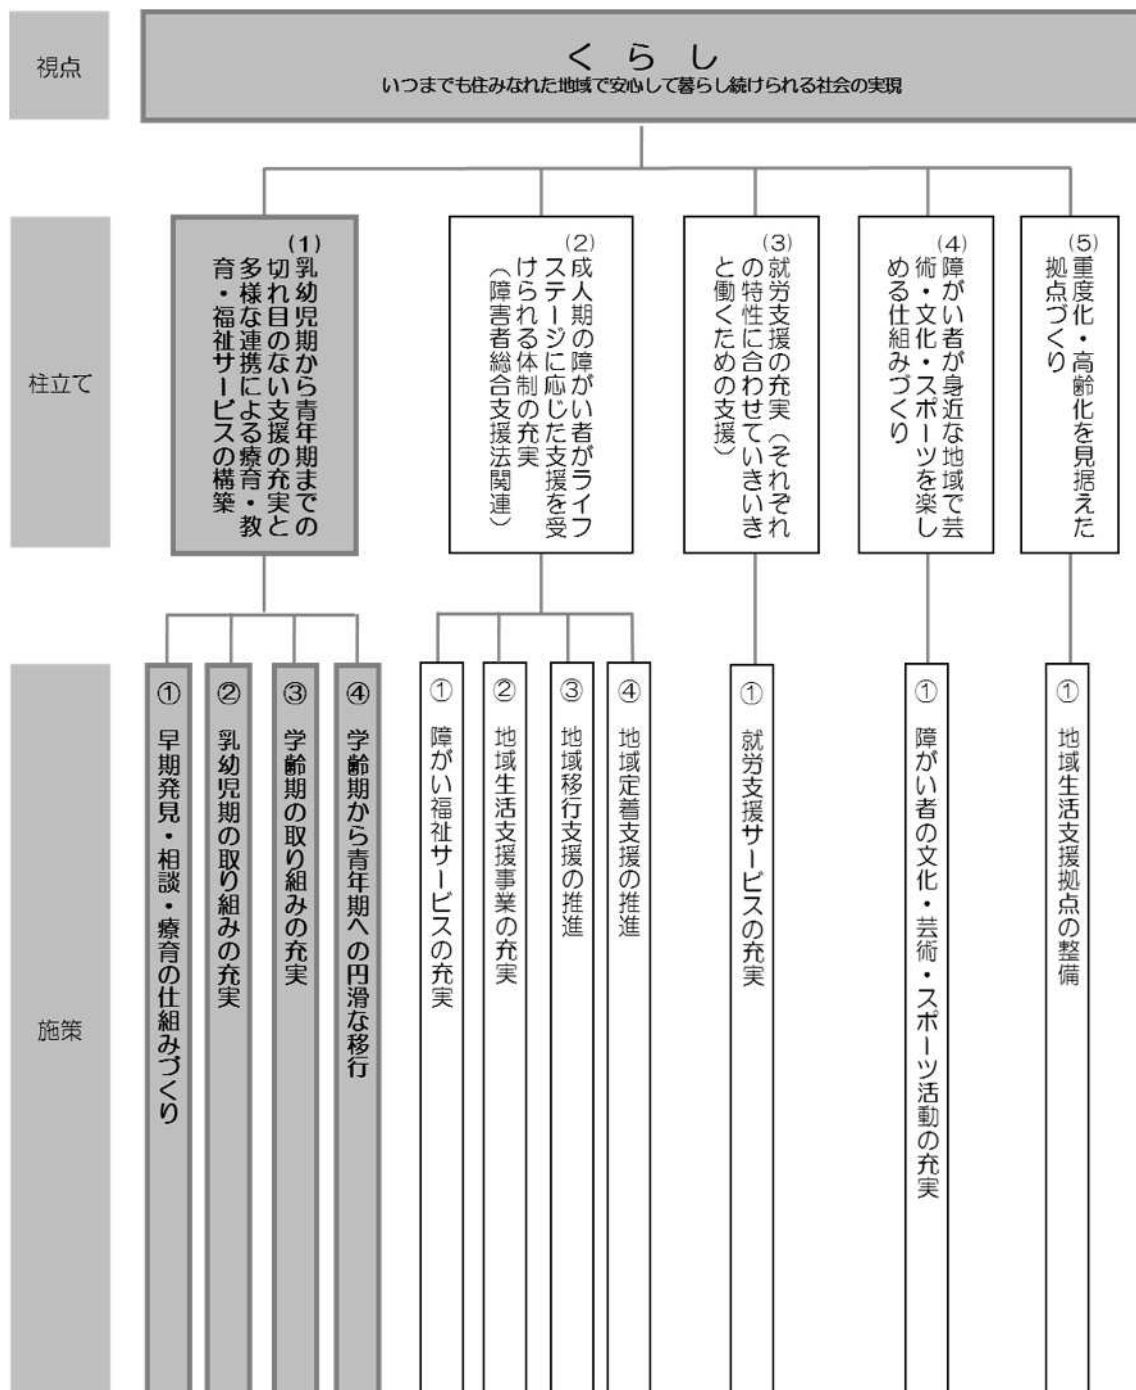 視点
くらし
いつまでも住みなれた地域で安心して暮らし続けられる社会の実現
柱立て
(1)乳幼児期から青年期までの
切れ目のない支援の充実と
多様な連携による療育・教
育・福祉サービスの構築
(2)成人期の障がい者がライフ
ステージに応じた支援を受
けられる体制の充実
（障害者総合支援法関連）
(3)就労支援の充実（それぞれ
の特性に合わせていきいき
と働くための支援）
(4)障がい者が身近な地域で芸
術・文化・スポーツを楽し
める仕組みづくり
(5)重度化・高齢化を見据えた
拠点づくり
施策
① 早期発見・相談・療育の仕組みづくり
② 乳幼児期の取り組みの充実
③ 学齢期の取り組みの充実
④ 学齢期から青年期への円滑な移行
① 障がい福祉サービスの充実
② 地域生活支援事業の充実
③ 地域移行支援の推進
④ 地域定着支援の推進
① 就労支援サービスの充実
① 障がい者の文化・芸術・スポーツ活動の充実
① 地域生活支援拠点の整備